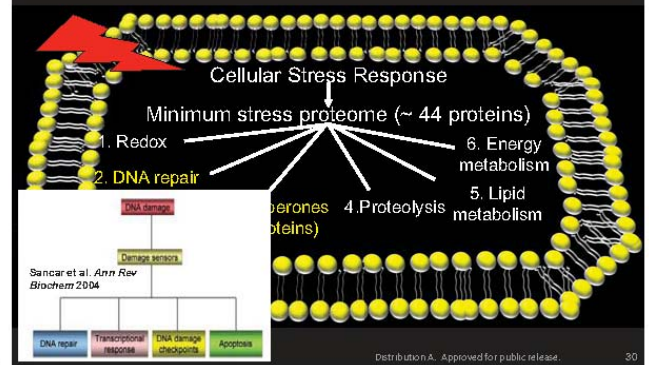 Cellular Stress Response
Minimum stress proteome (~ 44 proteins)
1. Redox
2. DNA repair
4.Proteolysis
5. Lipid
metabolism
6. Energy
metabolism
DNA damage
Damage sensors
Sancar et al. Ann Rev
Biochem 2004
DNA repair
Transcriptional
response
DNA damage
checkpoints
Apoptosis
Distribution A. Approved for public release.
30